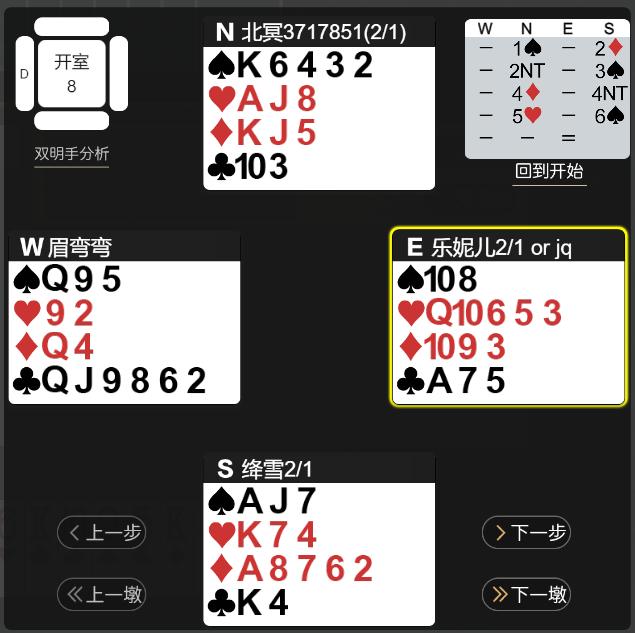 D
开室
8
双明手分析
N 北冥3717851(2/1)
♠K 6 4 3 2
♥A J 8
♦K J 5
♣10 3
W N E S
– 1♠ – 2♦
– 2NT – 3♠
– 4♦ – 4NT
– 5♥ – 6♠
– – =
回到开始
W 眉弯弯
♠Q 9 5
♥9 2
♦Q 4
♣Q J 9 8 6 2
E 乐妮儿2/1 or jq
♠10 8
♥Q 10 6 5 3
♦10 9 3
♣A 7 5
S 绛雪2/1
♠A J 7
♥K 7 4
♦A 8 7 6 2
♣K 4
上一步
下一步
上一墩
下一墩